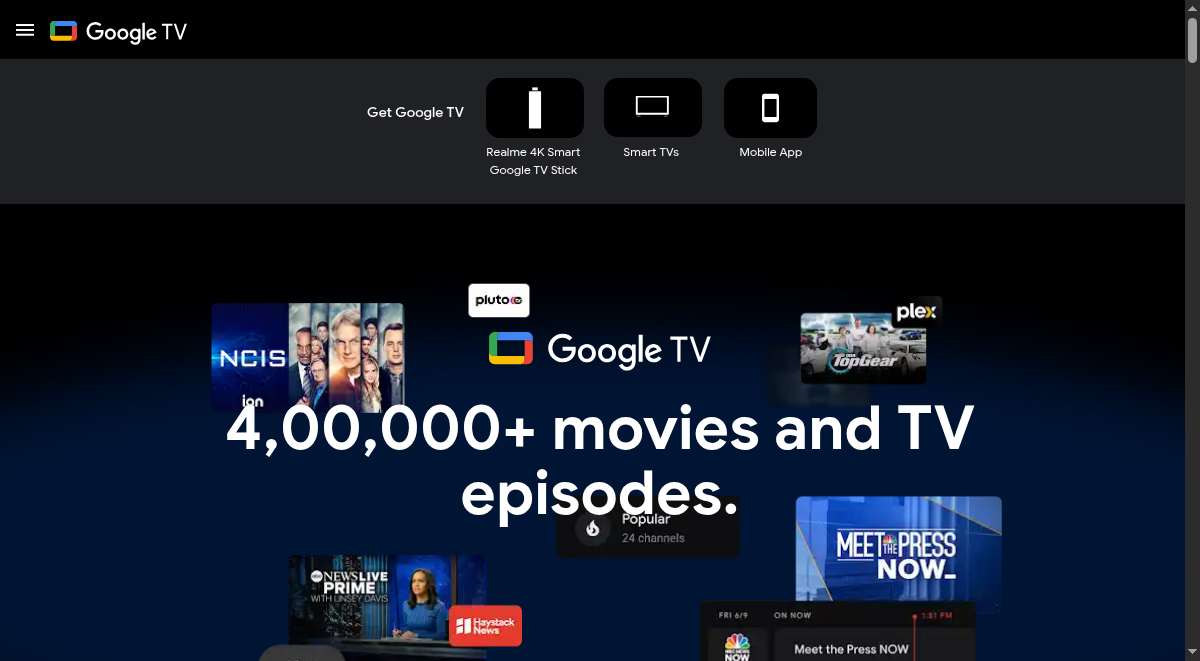 Google TV
Get Google TV
Realme 4K Smart
Google TV Stick
Smart TVs
Mobile App
pluto tv
plex
NCIS
ion
Google TV
BBC
TopGear
4,00,000+ movies and TV
episodes.
Popular
24 channels
MEET THE PRESS
NOW_
abc NEWS LIVE
PRIME
WITH LINSEY DAVIS
Haystack
News
FRI 6/9
ON NOW
1:51 PM
NBC NEWS
NOW
Meet the Press NOW